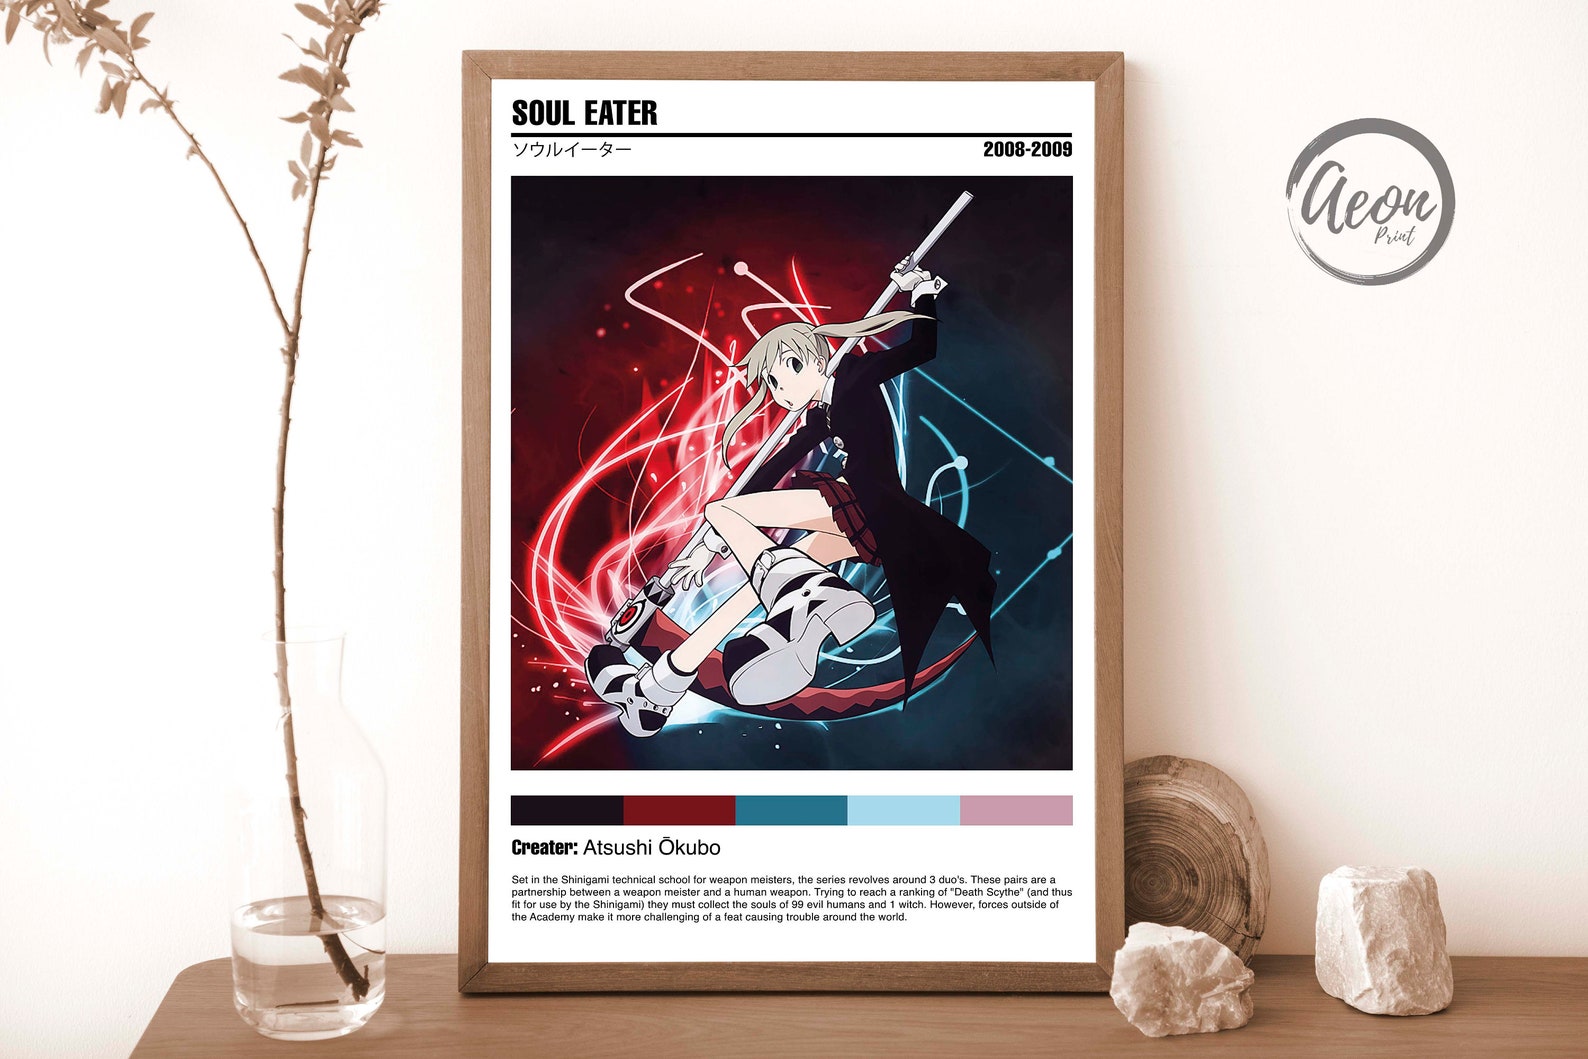 SOUL EATER
ソウルイーター
2008-2009
Creater: Atsushi Ōkubo
Set in the Shinigami technical school for weapon meisters, the series revolves around 3 duo's. These pairs are a
partnership between a weapon meister and a human weapon. Trying to reach a ranking of "Death Scythe" (and thus
fit for use by the Shinigami) they must collect the souls of 99 evil humans and 1 witch. However, forces outside of
the Academy make it more challenging of a feat causing trouble around the world.
aeon
Print